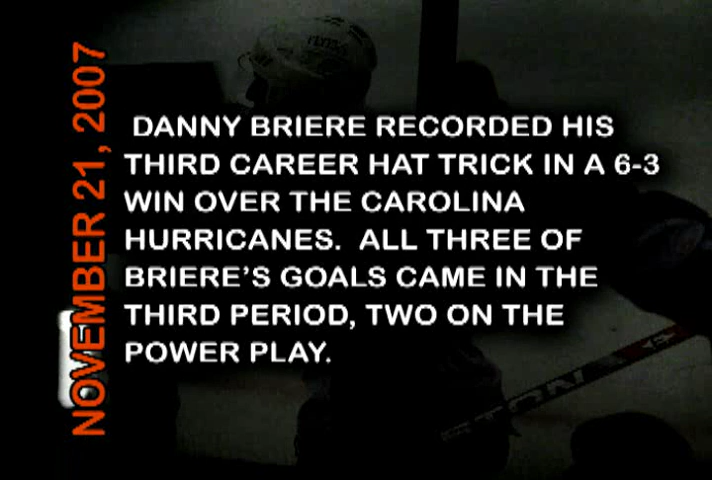 NOVEMBER 21, 2007
DANNY BRIERE RECORDED HIS
THIRD CAREER HAT TRICK IN A 6-3
WIN OVER THE CAROLINA
HURRICANES.  ALL THREE OF
BRIERE'S GOALS CAME IN THE
THIRD PERIOD, TWO ON THE
POWER PLAY.